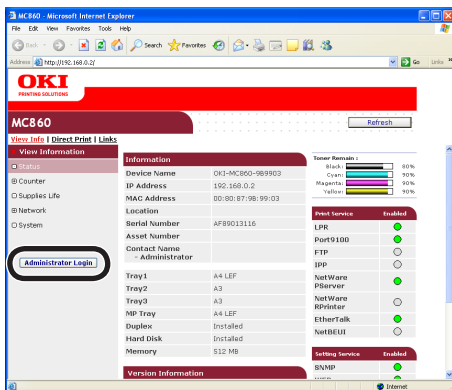 MC860 - Microsoft Internet Explorer
File Edit View Favorites Tools Help
Back Search Favorites
Address http://192.168.0.2/ Go Links »
OKI
PRINTING SOLUTIONS
MC860 Refresh
View Info | Direct Print | Links
View Information
Status
Counter
Supplies Life
Network
System
Administrator Login
Information
Device Name OKI-MC860-9B9903
IP Address 192.168.0.2
MAC Address 00:80:87:9B:99:03
Location
Serial Number AF89013116
Asset Number
Contact Name
- Administrator
Tray1 A4 LEF
Tray2 A3
Tray3 A3
MP Tray A4 LEF
Duplex Installed
Hard Disk Installed
Memory 512 MB
Version Information
Toner Remain :
Black: 80%
Cyan: 90%
Magenta: 90%
Yellow: 90%
Print Service Enabled
LPR
Port9100
FTP
IPP
NetWare
PServer
NetWare
RPrinter
EtherTalk
NetBEUI
Setting Service Enabled
SNMP
Internet